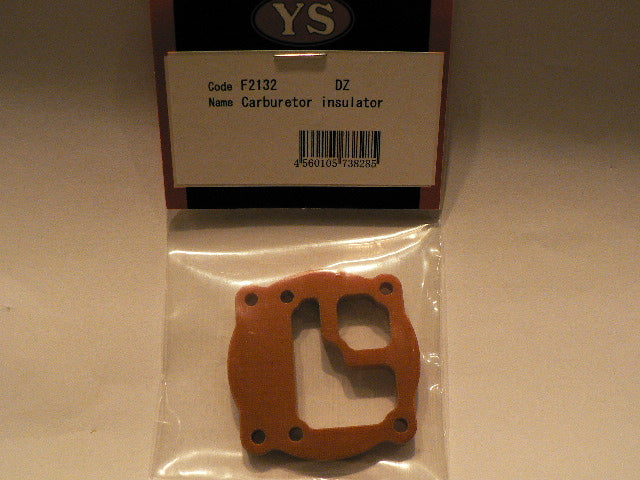 YS
Code F2132 DZ
Name Carburetor insulator
4 560105 738285